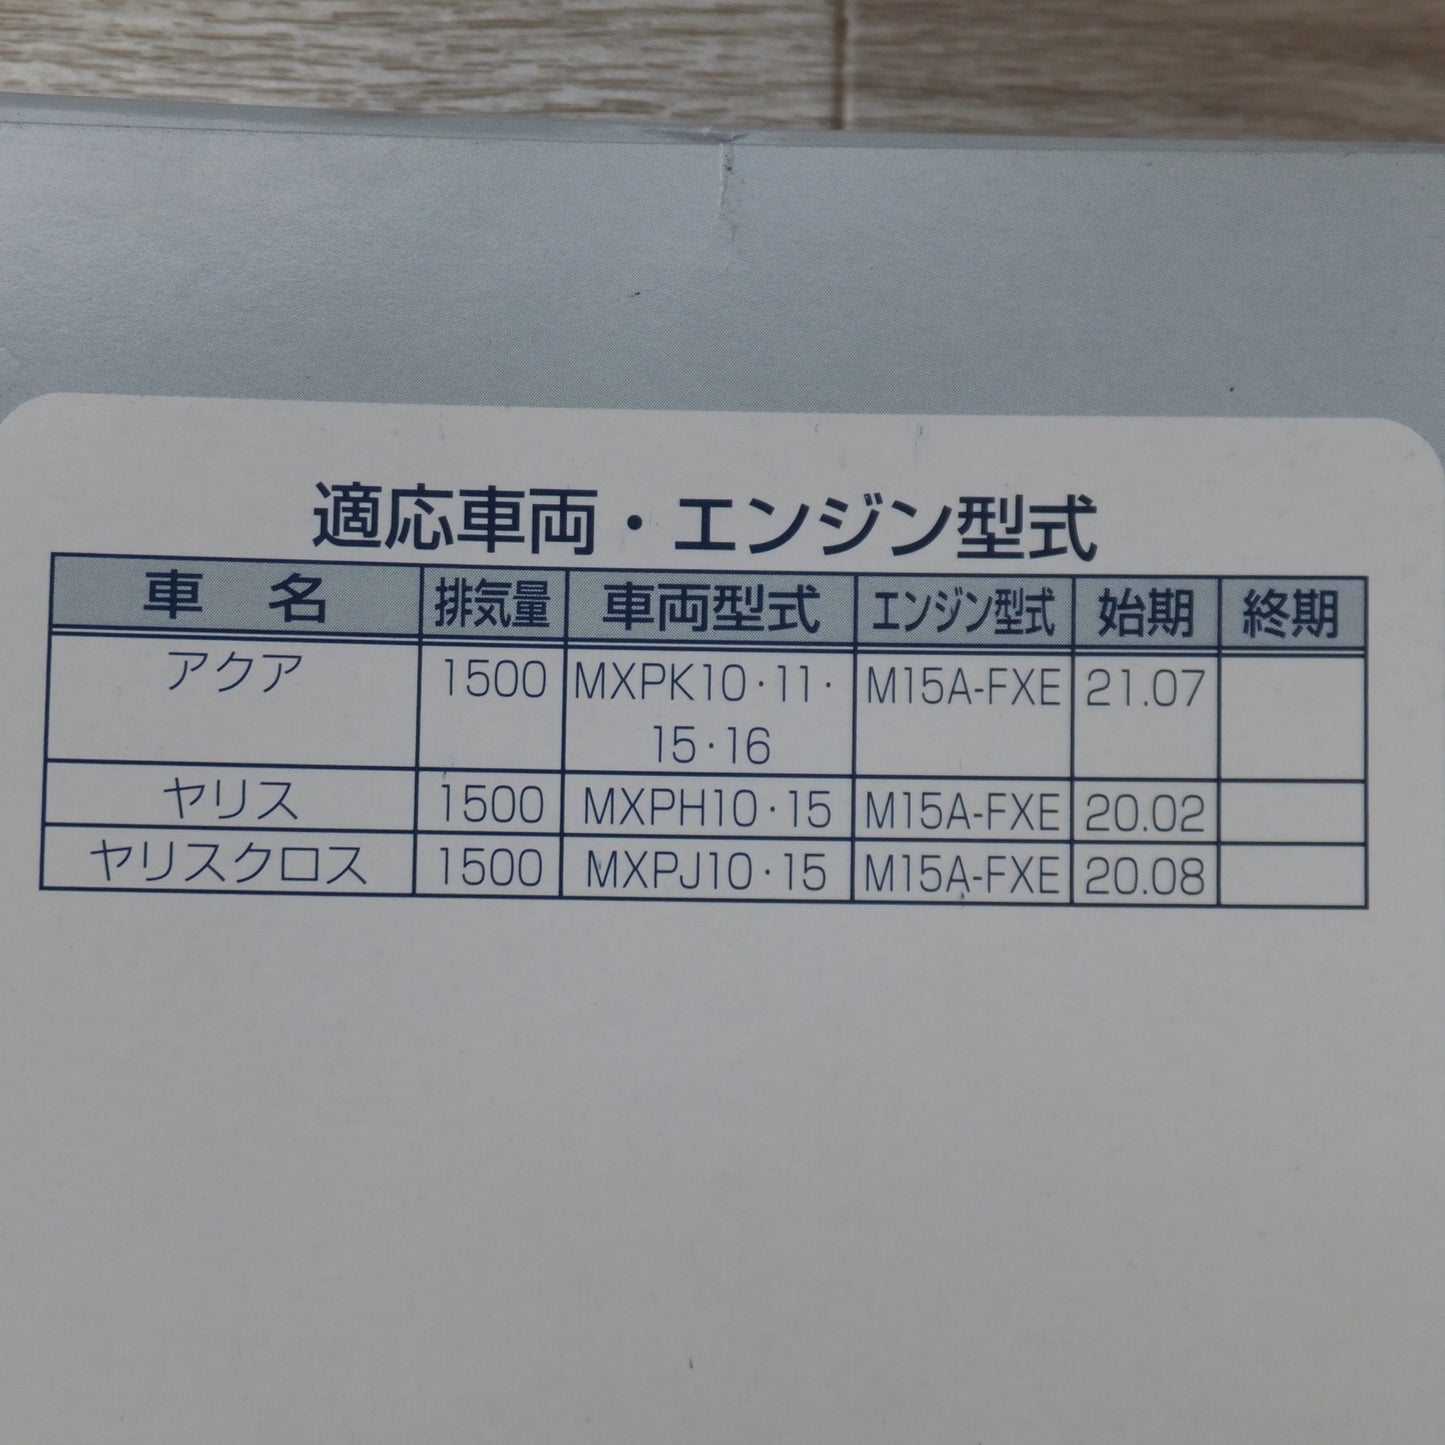 適応車両・エンジン型式
車 名 排気量 車両型式 エンジン型式 始期 終期
アクア 1500 MXPK10・11・ M15A-FXE 21.07
15・16
ヤリス 1500 MXPH10・15 M15A-FXE 20.02
ヤリスクロス 1500 MXPJ10・15 M15A-FXE 20.08